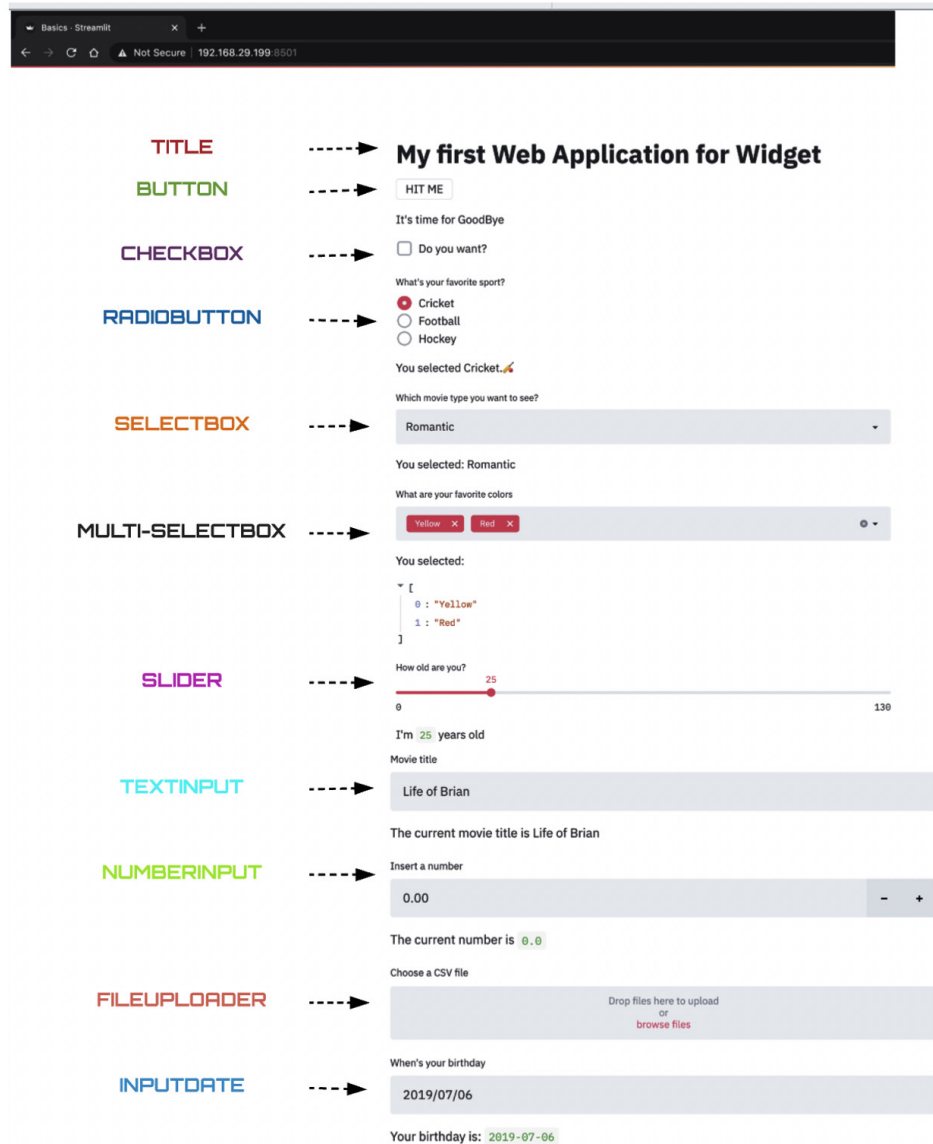 Basics · Streamlit
Not Secure | 192.168.29.199:8501
TITLE
My first Web Application for Widget
BUTTON
HIT ME
It's time for GoodBye
CHECKBOX
Do you want?
What's your favorite sport?
RADIOBUTTON
Cricket
Football
Hockey
You selected Cricket.🏏
Which movie type you want to see?
SELECTBOX
Romantic
You selected: Romantic
What are your favorite colors
MULTI-SELECTBOX
Yellow × Red ×
You selected:
[
0 : "Yellow"
1 : "Red"
]
How old are you?
SLIDER
25
0 130
I'm 25 years old
Movie title
TEXTINPUT
Life of Brian
The current movie title is Life of Brian
Insert a number
NUMBERINPUT
0.00 - +
The current number is 0.0
Choose a CSV file
FILEUPLOADER
Drop files here to upload
or
browse files
When's your birthday
INPUTDATE
2019/07/06
Your birthday is: 2019-07-06